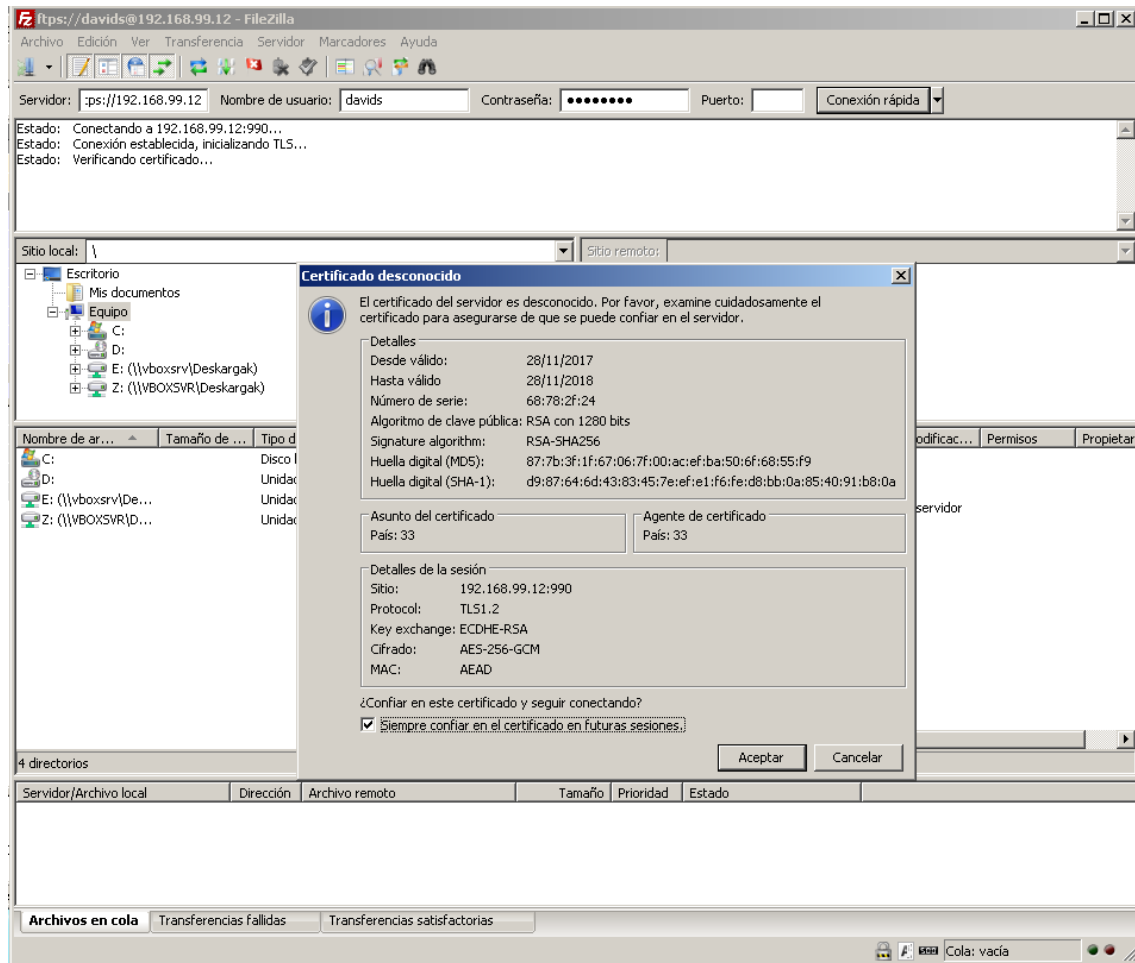 ftps://davids@192.168.99.12 - FileZilla
Archivo Edición Ver Transferencia Servidor Marcadores Ayuda
Servidor: :ps://192.168.99.12 Nombre de usuario: davids Contraseña: ●●●●●●●● Puerto: Conexión rápida
Estado: Conectando a 192.168.99.12:990...
Estado: Conexión establecida, inicializando TLS...
Estado: Verificando certificado...
Sitio local: \ Sitio remoto:
Escritorio
Mis documentos
Equipo
C:
D:
E: (\\vboxsrv\Deskargak)
Z: (\\VBOXSVR\Deskargak)
Nombre de ar... Tamaño de ... Tipo d
C: Disco l
D: Unidad
E: (\\vboxsrv\De... Unidad
Z: (\\VBOXSVR\D... Unidad
4 directorios
odificac... Permisos Propietar
servidor
Certificado desconocido
El certificado del servidor es desconocido. Por favor, examine cuidadosamente el
certificado para asegurarse de que se puede confiar en el servidor.
Detalles
Desde válido: 28/11/2017
Hasta válido 28/11/2018
Número de serie: 68:78:2f:24
Algoritmo de clave pública: RSA con 1280 bits
Signature algorithm: RSA-SHA256
Huella digital (MD5): 87:7b:3f:1f:67:06:7f:00:ac:ef:ba:50:6f:68:55:f9
Huella digital (SHA-1): d9:87:64:6d:43:83:45:7e:ef:e1:f6:fe:d8:bb:0a:85:40:91:b8:0a
Asunto del certificado
País: 33
Agente de certificado
País: 33
Detalles de la sesión
Sitio: 192.168.99.12:990
Protocol: TLS1.2
Key exchange: ECDHE-RSA
Cifrado: AES-256-GCM
MAC: AEAD
¿Confiar en este certificado y seguir conectando?
Siempre confiar en el certificado en futuras sesiones.
Aceptar Cancelar
Servidor/Archivo local Dirección Archivo remoto Tamaño Prioridad Estado
Archivos en cola Transferencias fallidas Transferencias satisfactorias
Cola: vacía